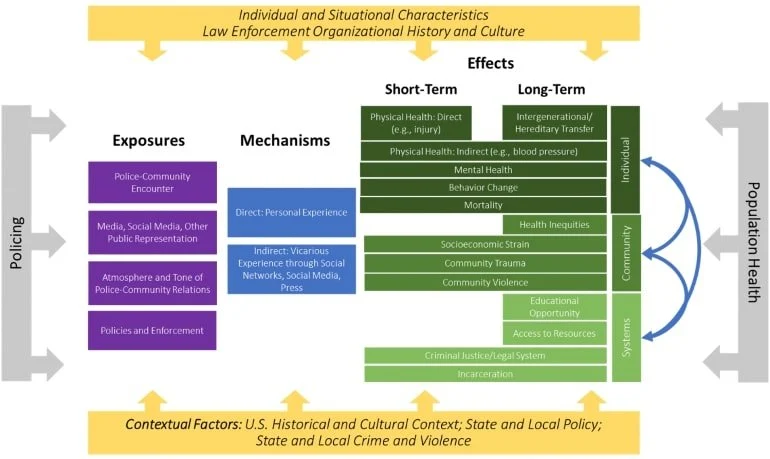 Individual and Situational Characteristics
Law Enforcement Organizational History and Culture
Effects
Short-Term
Long-Term
Exposures
Mechanisms
Policing
Police-Community
Encounter
Media, Social Media, Other
Public Representation
Atmosphere and Tone of
Police-Community Relations
Policies and Enforcement
Direct: Personal Experience
Indirect: Vicarious
Experience through Social
Networks, Social Media,
Press
Physical Health: Direct
(e.g., injury)
Intergenerational/
Hereditary Transfer
Physical Health: Indirect (e.g., blood pressure)
Mental Health
Behavior Change
Mortality
Individual
Health Inequities
Socioeconomic Strain
Community Trauma
Community Violence
Community
Educational
Opportunity
Access to Resources
Criminal Justice/Legal System
Incarceration
Systems
Population Health
Contextual Factors: U.S. Historical and Cultural Context; State and Local Policy;
State and Local Crime and Violence